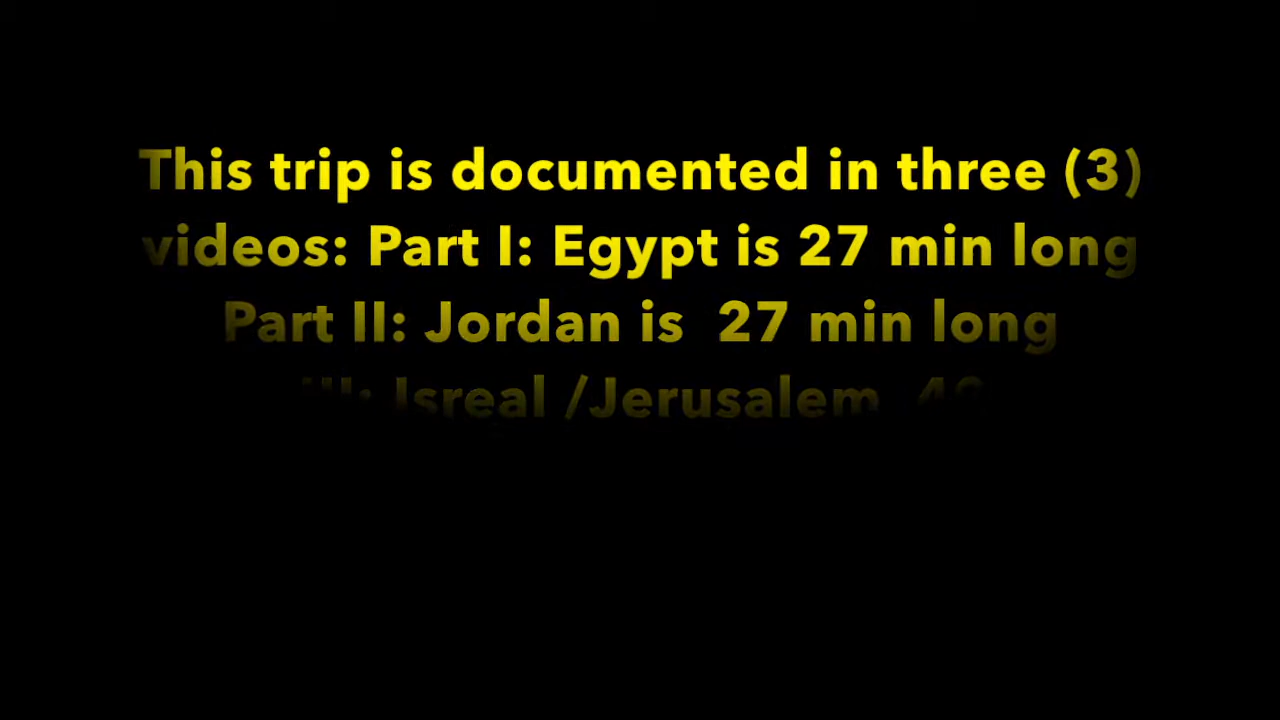 This trip is documented in three (3)
videos: Part I: Egypt is 27 min long
Part II: Jordan is 27 min long
III: Isreal /Jerusalem